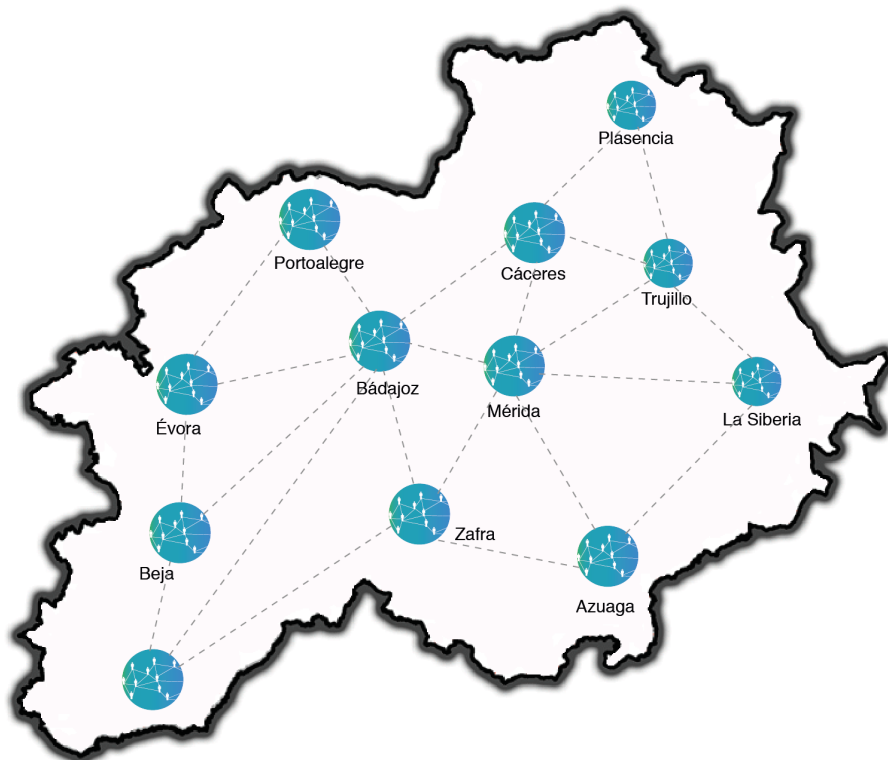 Plasencia
Portoalegre
Cáceres
Trujillo
Bádajoz
Mérida
La Siberia
Évora
Zafra
Beja
Azuaga